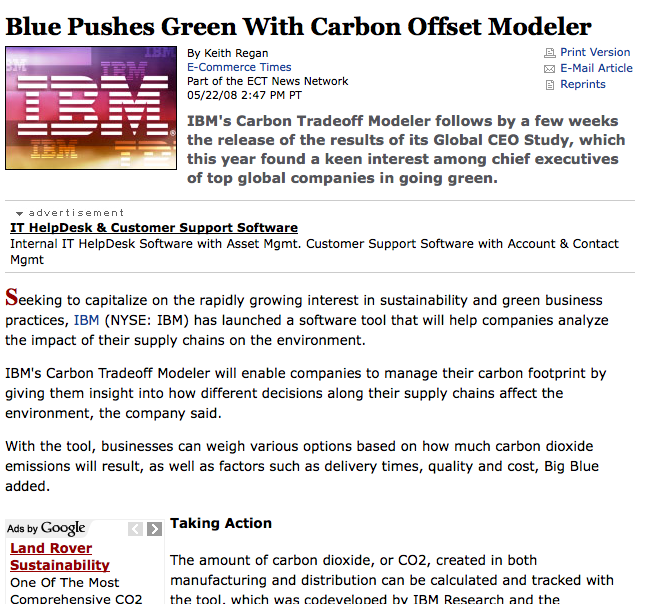 Blue Pushes Green With Carbon Offset Modeler
IBM
By Keith Regan
E-Commerce Times
Part of the ECT News Network
05/22/08 2:47 PM PT
Print Version
E-Mail Article
Reprints
IBM's Carbon Tradeoff Modeler follows by a few weeks
the release of the results of its Global CEO Study, which
this year found a keen interest among chief executives
of top global companies in going green.
advertisement
IT HelpDesk & Customer Support Software
Internal IT HelpDesk Software with Asset Mgmt. Customer Support Software with Account & Contact
Mgmt
Seeking to capitalize on the rapidly growing interest in sustainability and green business
practices, IBM (NYSE: IBM) has launched a software tool that will help companies analyze
the impact of their supply chains on the environment.
IBM's Carbon Tradeoff Modeler will enable companies to manage their carbon footprint by
giving them insight into how different decisions along their supply chains affect the
environment, the company said.
With the tool, businesses can weigh various options based on how much carbon dioxide
emissions will result, as well as factors such as delivery times, quality and cost, Big Blue
added.
Ads by Google
Land Rover
Sustainability
One Of The Most
Comprehensive CO2
Taking Action
The amount of carbon dioxide, or CO2, created in both
manufacturing and distribution can be calculated and tracked with
the tool, which was codeveloped by IBM Research and the